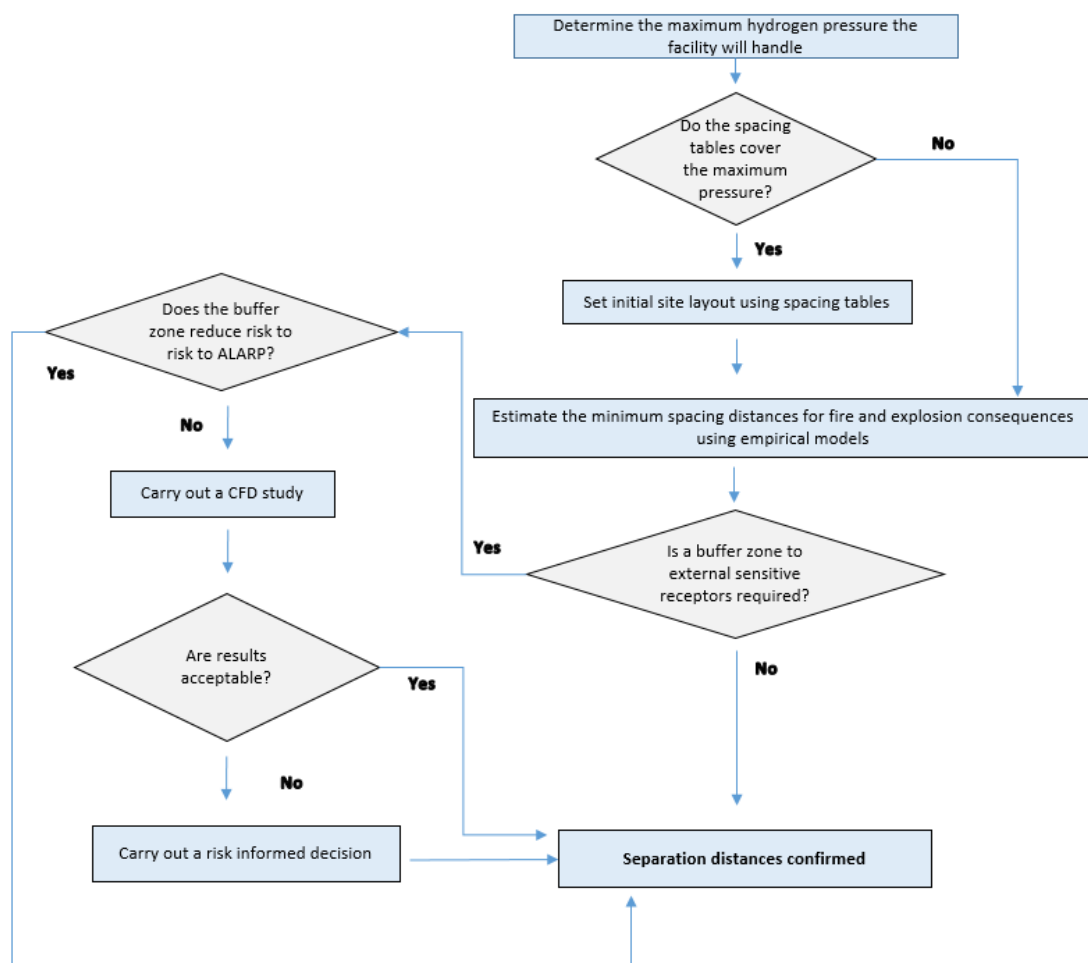 Determine the maximum hydrogen pressure the
facility will handle
Do the spacing
tables cover
the maximum
pressure?
No
Yes
Set initial site layout using spacing tables
Estimate the minimum spacing distances for fire and explosion consequences
using empirical models
Is a buffer zone to
external sensitive
receptors required?
Yes
No
Does the buffer
zone reduce risk to
risk to ALARP?
Yes
No
Carry out a CFD study
Are results
acceptable?
Yes
No
Carry out a risk informed decision
Separation distances confirmed